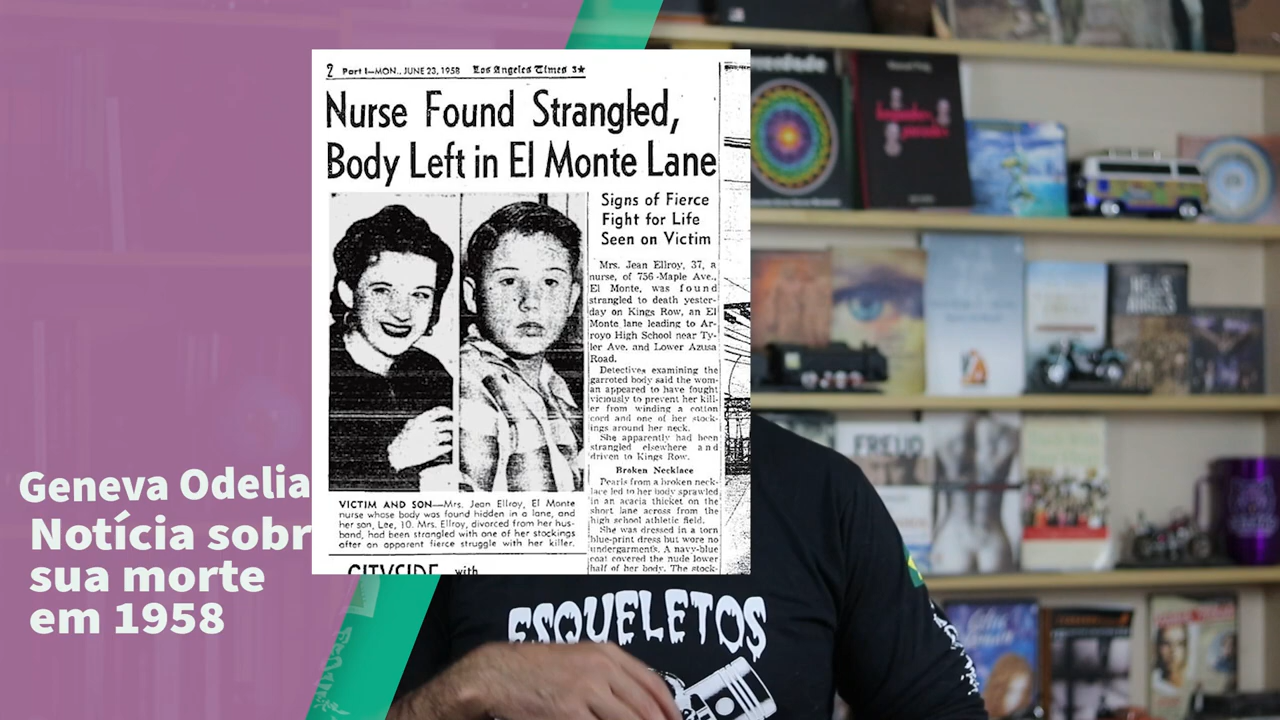 2 Part I—MON., JUNE 23, 1958 Los Angeles Times 3★
Nurse Found Strangled,
Body Left in El Monte Lane
Signs of Fierce
Fight for Life
Seen on Victim
Mrs. Jean Ellroy, 37, a
nurse, of 756 Maple Ave.,
El Monte, was found
strangled to death yester-
day on Kings Row, an El
Monte lane leading to Ar-
royo High School near Ty-
ler Ave. and Lower Azusa
Road.
Detectives examining the
garroted body said the wom-
an appeared to have fought
viciously to prevent her kill-
er from winding a cotton
cord and one of her stock-
ings around her neck.
She apparently had been
strangled elsewhere and
driven to Kings Row.
Broken Necklace
Pearls from a broken neck-
lace led to her body sprawled
in an acacia thicket on the
short lane across from the
high school athletic field.
She was dressed in a torn
blue-print dress but wore no
undergarments. A navy-blue
coat covered the nude lower
half of her body. The stock-
VICTIM AND SON—Mrs. Jean Ellroy, El Monte
nurse whose body was found hidden in a lane, and
her son, Lee, 10. Mrs. Ellroy, divorced from her hus-
band, had been strangled with one of her stockings
after an apparent fierce struggle with her killer.
CITYSIDE with
Geneva Odelia
Notícia sobr
sua morte
em 1958
ESQUELETOS
FREUD
HELL'S
ANGELS